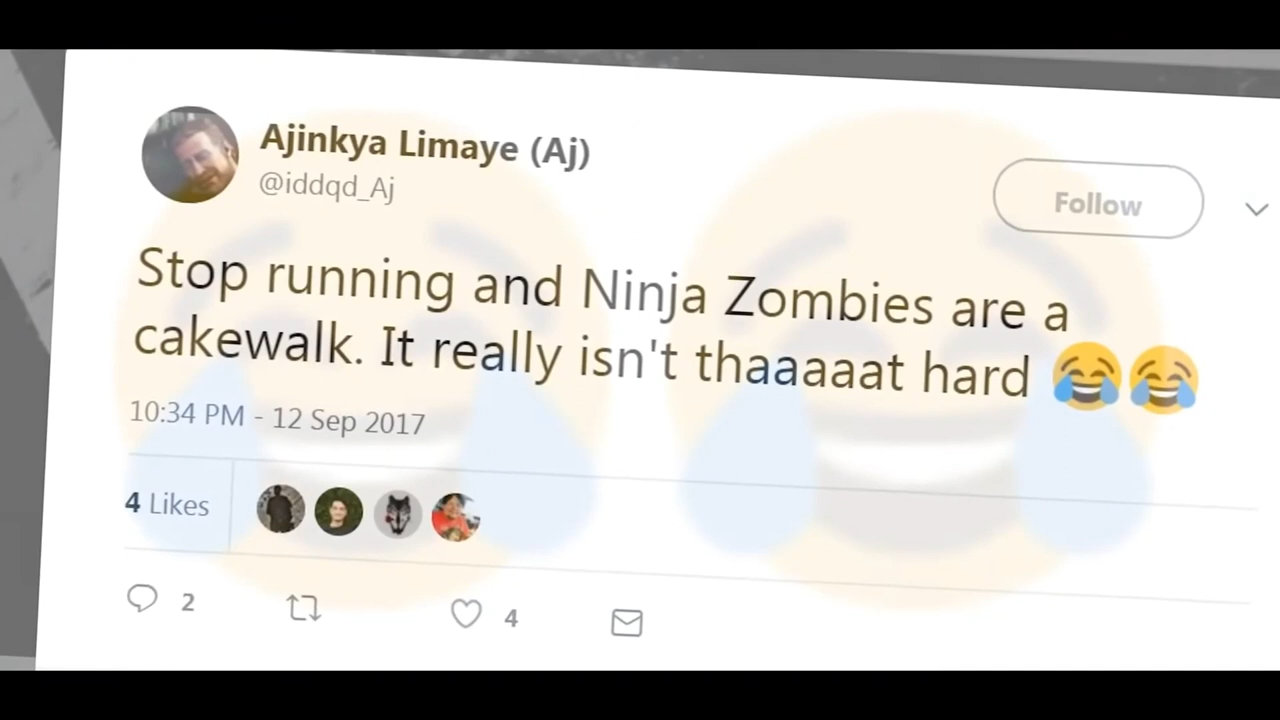 Ajinkya Limaye (Aj)
@iddqd_Aj
Follow
Stop running and Ninja Zombies are a
cakewalk. It really isn't thaaaaat hard 😂😂
10:34 PM - 12 Sep 2017
4 Likes
2
4